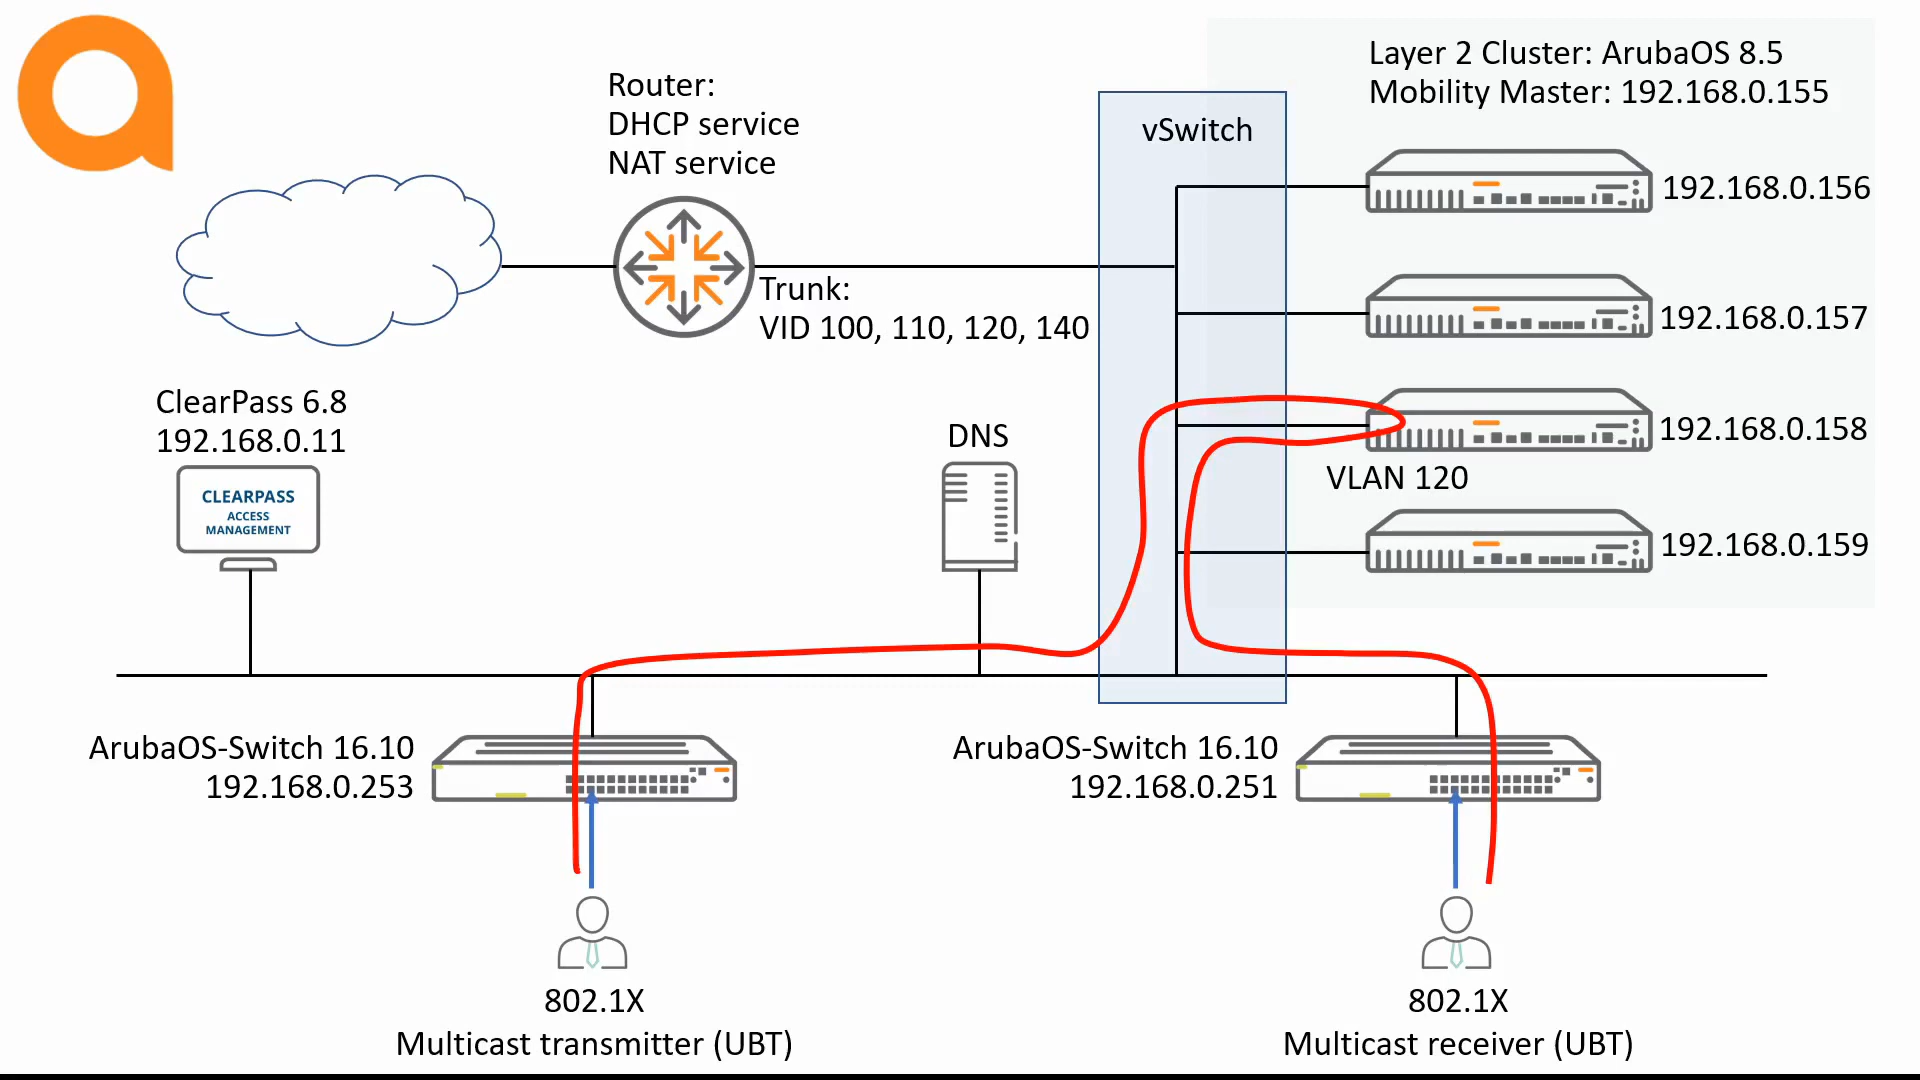 Layer 2 Cluster: ArubaOS 8.5
Mobility Master: 192.168.0.155
Router:
DHCP service
NAT service
vSwitch
192.168.0.156
Trunk:
VID 100, 110, 120, 140
192.168.0.157
ClearPass 6.8
192.168.0.11
CLEARPASS
ACCESS
MANAGEMENT
DNS
192.168.0.158
VLAN 120
192.168.0.159
ArubaOS-Switch 16.10
192.168.0.253
ArubaOS-Switch 16.10
192.168.0.251
802.1X
Multicast transmitter (UBT)
802.1X
Multicast receiver (UBT)